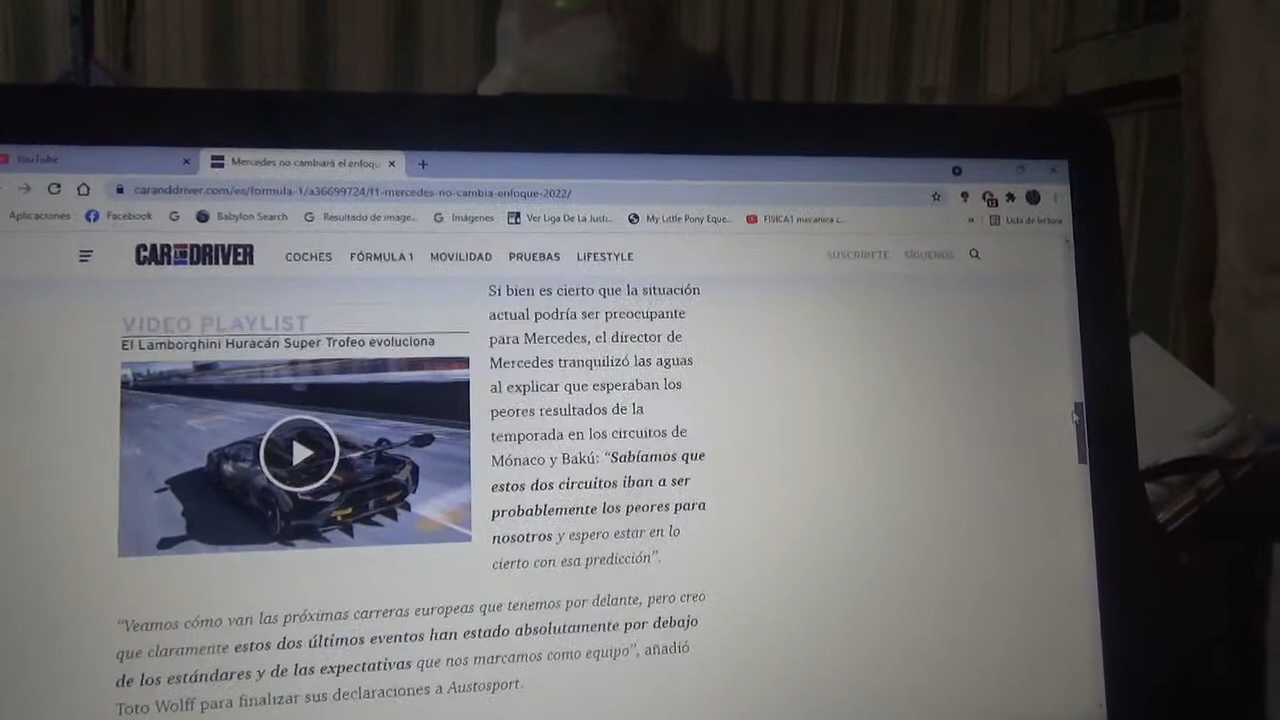 YouTube
Mercedes no cambiará el enfoqu
caranddriver.com/es/formula-1/a36699724/f1-mercedes-no-cambia-enfoque-2022/
Aplicaciones Facebook Babylon Search Resultado de image... Imágenes Ver Liga De La Justi... My Little Pony Eque... FISICA1 mecanica c... » Lista de lectura
CAR AND DRIVER COCHES FÓRMULA 1 MOVILIDAD PRUEBAS LIFESTYLE SUSCRÍBETE SÍGUENOS
VIDEO PLAYLIST
El Lamborghini Huracán Super Trofeo evoluciona
Si bien es cierto que la situación
actual podría ser preocupante
para Mercedes, el director de
Mercedes tranquilizó las aguas
al explicar que esperaban los
peores resultados de la
temporada en los circuitos de
Mónaco y Bakú: “Sabíamos que
estos dos circuitos iban a ser
probablemente los peores para
nosotros y espero estar en lo
cierto con esa predicción”.
“Veamos cómo van las próximas carreras europeas que tenemos por delante, pero creo
que claramente estos dos últimos eventos han estado absolutamente por debajo
de los estándares y de las expectativas que nos marcamos como equipo”, añadió
Toto Wolff para finalizar sus declaraciones a Austosport.